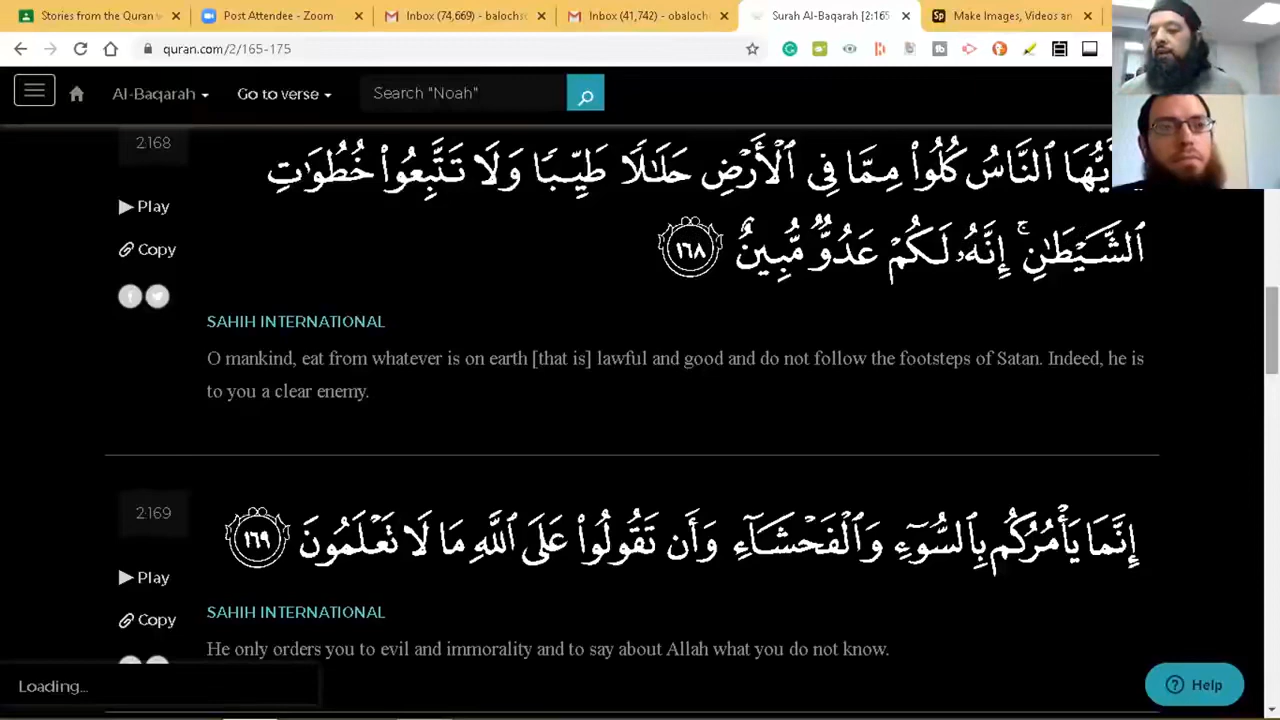 Stories from the Quran
Post Attendee - Zoom
Inbox (74,669) - balochs
Inbox (41,742) - obaloch
Surah Al-Baqarah [2:165
Make Images, Videos an
quran.com/2/165-175
Al-Baqarah
Go to verse
Search "Noah"
2:168
ٱلنَّاسُ كُلُوا۟ مِمَّا فِى ٱلْأَرْضِ حَلَـٰلًا طَيِّبًا وَلَا تَتَّبِعُوا۟ خُطُوَٰتِ
ٱلشَّيْطَـٰنِ ۚ إِنَّهُۥ لَكُمْ عَدُوٌّ مُّبِينٌ ١٦٨
Play
Copy
SAHIH INTERNATIONAL
O mankind, eat from whatever is on earth [that is] lawful and good and do not follow the footsteps of Satan. Indeed, he is
to you a clear enemy.
2:169
إِنَّمَا يَأْمُرُكُم بِٱلسُّوٓءِ وَٱلْفَحْشَآءِ وَأَن تَقُولُوا۟ عَلَى ٱللَّهِ مَا لَا تَعْلَمُونَ ١٦٩
Play
Copy
SAHIH INTERNATIONAL
He only orders you to evil and immorality and to say about Allah what you do not know.
Loading...
Help